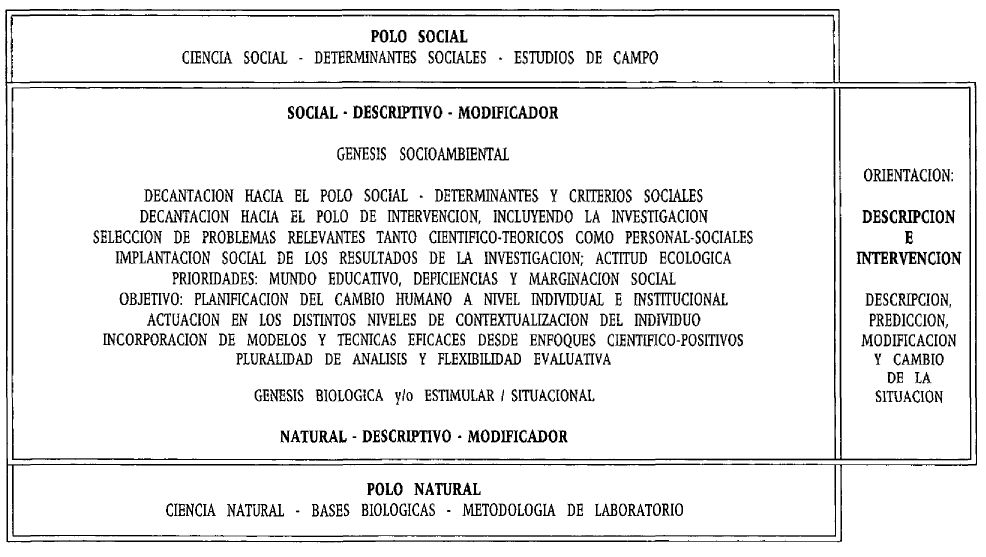 POLO SOCIAL
CIENCIA SOCIAL - DETERMINANTES SOCIALES - ESTUDIOS DE CAMPO
SOCIAL - DESCRIPTIVO - MODIFICADOR
GENESIS SOCIOAMBIENTAL
DECANTACION HACIA EL POLO SOCIAL - DETERMINANTES Y CRITERIOS SOCIALES
DECANTACION HACIA EL POLO DE INTERVENCION, INCLUYENDO LA INVESTIGACION
SELECCION DE PROBLEMAS RELEVANTES TANTO CIENTIFICO-TEORICOS COMO PERSONAL-SOCIALES
IMPLANTACION SOCIAL DE LOS RESULTADOS DE LA INVESTIGACION; ACTITUD ECOLOGICA
PRIORIDADES: MUNDO EDUCATIVO, DEFICIENCIAS Y MARGINACION SOCIAL
OBJETIVO: PLANIFICACION DEL CAMBIO HUMANO A NIVEL INDIVIDUAL E INSTITUCIONAL
ACTUACION EN LOS DISTINTOS NIVELES DE CONTEXTUALIZACION DEL INDIVIDUO
INCORPORACION DE MODELOS Y TECNICAS EFICACES DESDE ENFOQUES CIENTIFICO-POSITIVOS
PLURALIDAD DE ANALISIS Y FLEXIBILIDAD EVALUATIVA
GENESIS BIOLOGICA y/o ESTIMULAR / SITUACIONAL
NATURAL - DESCRIPTIVO - MODIFICADOR
ORIENTACION:
DESCRIPCION
E
INTERVENCION
DESCRIPCION,
PREDICCION,
MODIFICACION
Y CAMBIO
DE LA
SITUACION
POLO NATURAL
CIENCIA NATURAL - BASES BIOLOGICAS - METODOLOGIA DE LABORATORIO